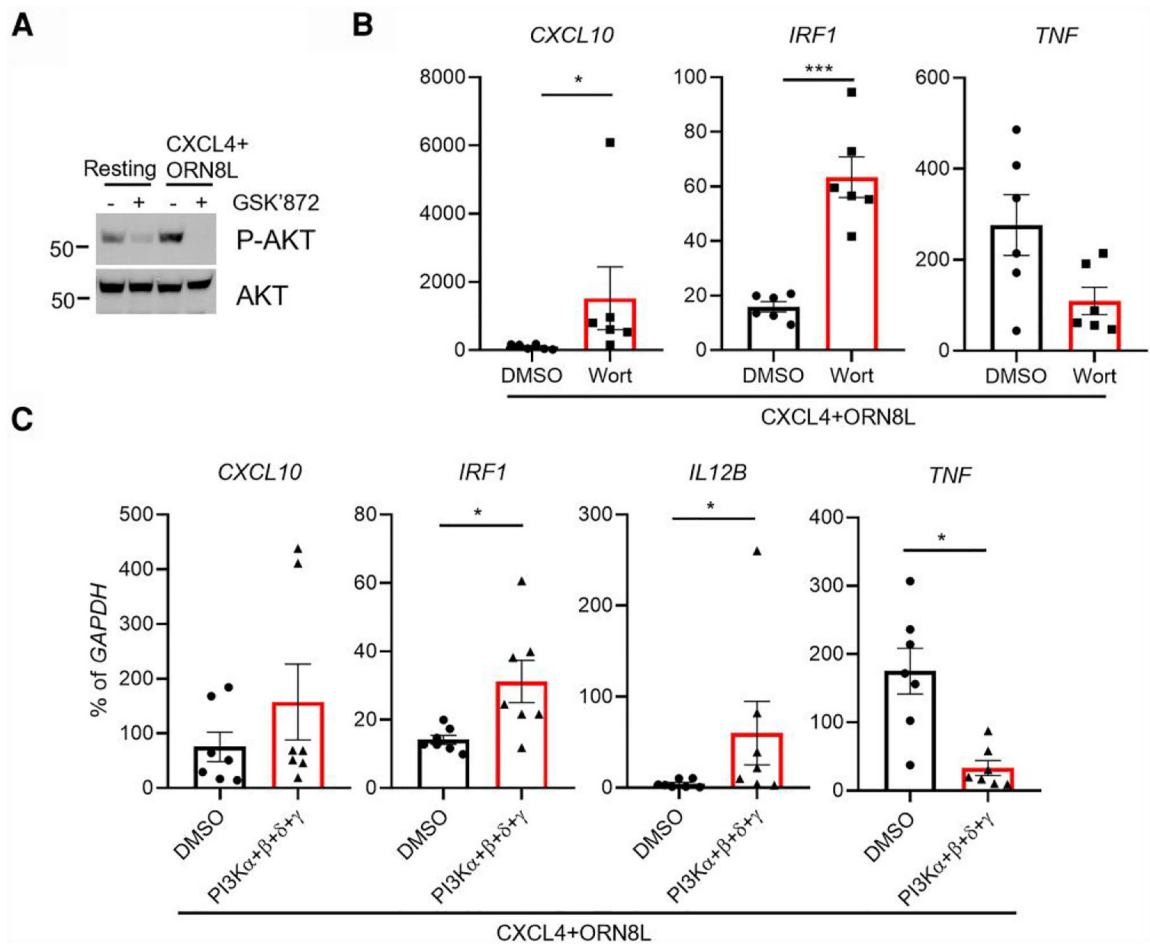 A
Resting CXCL4+
ORN8L
- + - + GSK'872
50 P-AKT
50 AKT
B
CXCL10 IRF1 TNF
8000 100 600
* ***
6000 80
60 400
4000
40
200
2000 20
0 0 0
DMSO Wort DMSO Wort DMSO Wort
CXCL4+ORN8L
C
CXCL10 IRF1 IL12B TNF
% of GAPDH
500 80 300 400
* * *
400 60 300
200
300
40 200
200
100
20 100
100
0 0 0 0
DMSO PI3Kα+β+δ+γ DMSO PI3Kα+β+δ+γ DMSO PI3Kα+β+δ+γ DMSO PI3Kα+β+δ+γ
CXCL4+ORN8L